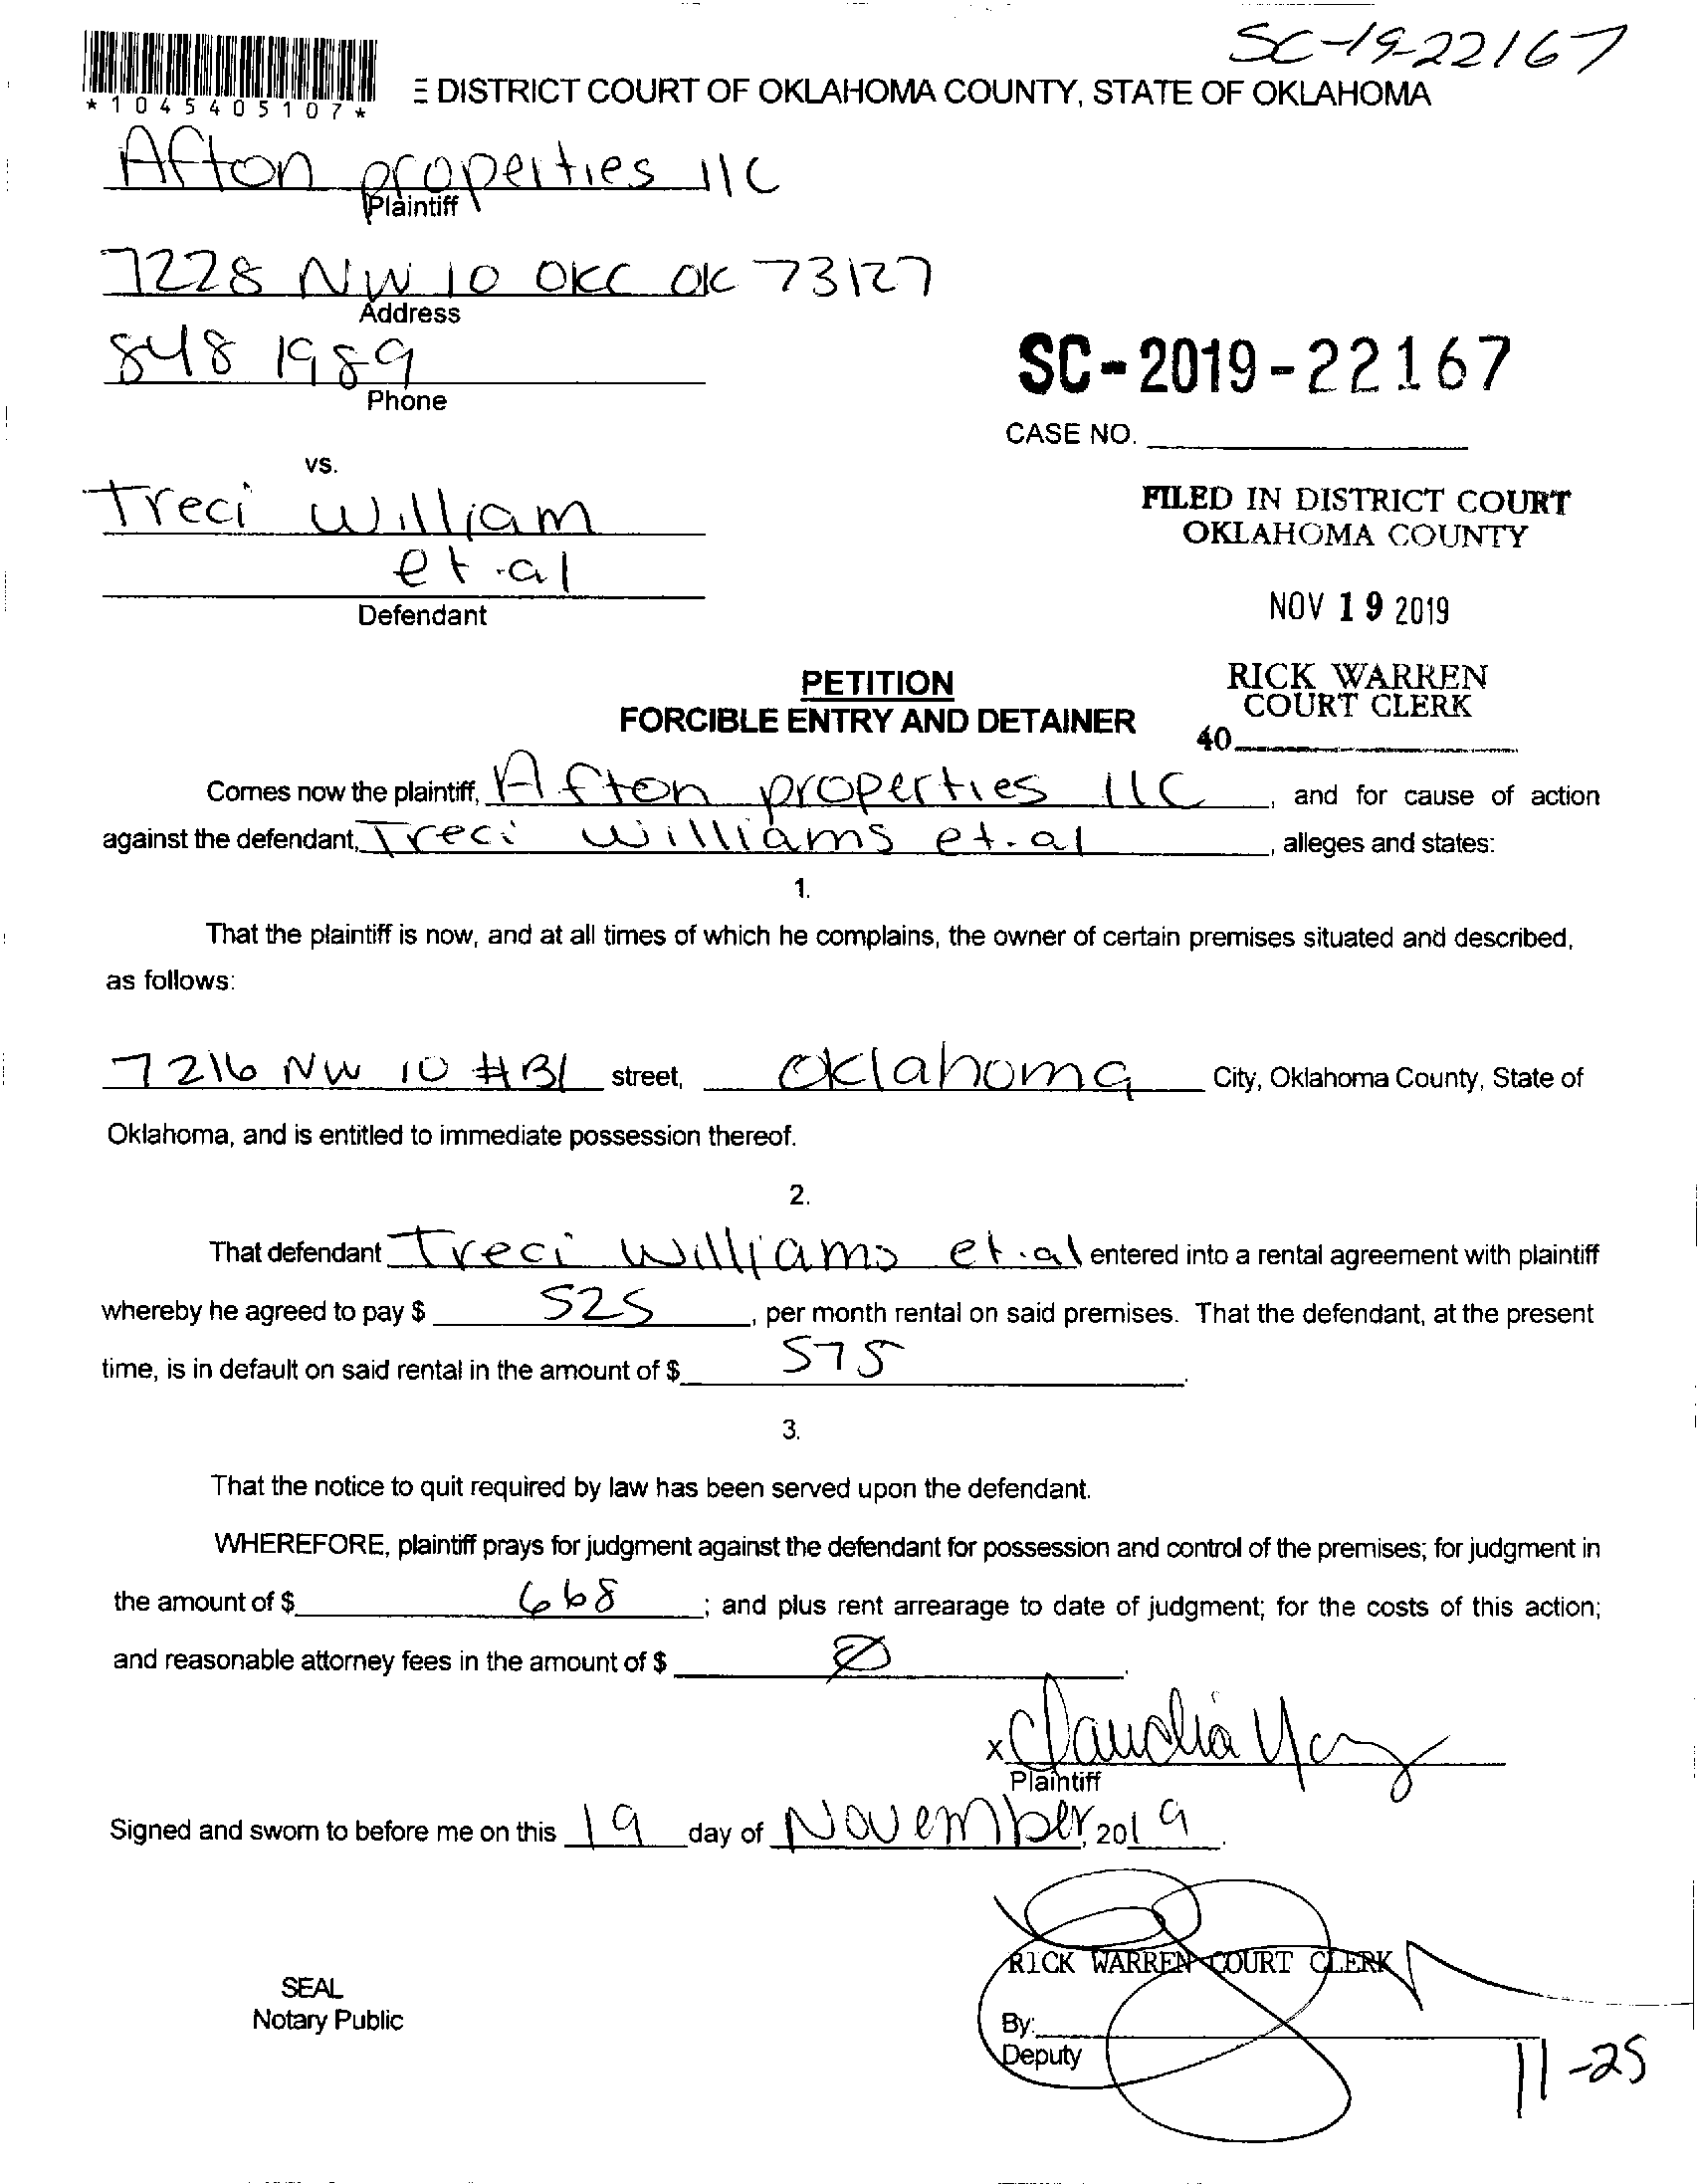 SC-19-22167
*1045405107*
E DISTRICT COURT OF OKLAHOMA COUNTY, STATE OF OKLAHOMA
Afton properties llc
Plaintiff
7228 NW 10 OKC OK 73127
Address
848 1989
Phone
SC-2019-22167
CASE NO.
vs.
Treci William
et.al
Defendant
FILED IN DISTRICT COURT
OKLAHOMA COUNTY
NOV 19 2019
RICK WARREN
COURT CLERK
40
PETITION
FORCIBLE ENTRY AND DETAINER
Comes now the plaintiff, Afton properties llC, and for cause of action
against the defendant, Treci Williams et.al, alleges and states:
1.
That the plaintiff is now, and at all times of which he complains, the owner of certain premises situated and described,
as follows:
7216 NW 10 #B1 street, Oklahoma City, Oklahoma County, State of
Oklahoma, and is entitled to immediate possession thereof.
2.
That defendant Treci Williams et.al entered into a rental agreement with plaintiff
whereby he agreed to pay $ 525, per month rental on said premises. That the defendant, at the present
time, is in default on said rental in the amount of $ 575.
3.
That the notice to quit required by law has been served upon the defendant.
WHEREFORE, plaintiff prays for judgment against the defendant for possession and control of the premises; for judgment in
the amount of $ 668; and plus rent arrearage to date of judgment; for the costs of this action;
and reasonable attorney fees in the amount of $ Ø.
x Claudia
Plaintiff
Signed and sworn to before me on this 19 day of November, 2019.
RICK WARREN COURT CLERK
SEAL
Notary Public
By:
Deputy
11-25